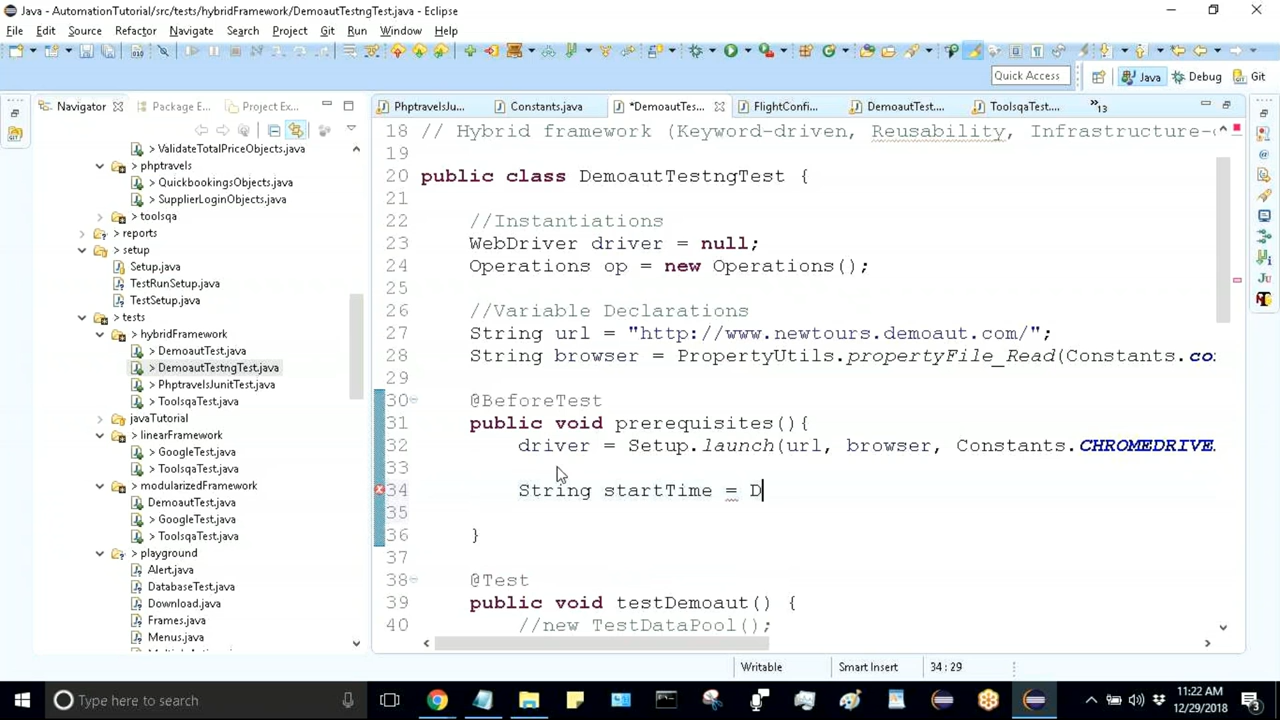 Java - AutomationTutorial/src/tests/hybridFramework/DemoautTestngTest.java - Eclipse
File Edit Source Refactor Navigate Search Project Git Run Window Help
Quick Access
Java
Debug
Git
Navigator
Package E...
Project Ex...
PhptravelsJu...
Constants.java
*DemoautTes...
FlightConfi...
DemoautTest....
ToolsqaTest....
»13
> ValidateTotalPriceObjects.java
> phptravels
> QuickbookingsObjects.java
> SupplierLoginObjects.java
> toolsqa
> reports
> setup
Setup.java
TestRunSetup.java
TestSetup.java
> tests
> hybridFramework
> DemoautTest.java
> DemoautTestngTest.java
> PhptravelsJunitTest.java
> ToolsqaTest.java
javaTutorial
> linearFramework
> GoogleTest.java
> ToolsqaTest.java
> modularizedFramework
> DemoautTest.java
> GoogleTest.java
> ToolsqaTest.java
> playground
> Alert.java
> DatabaseTest.java
> Download.java
> Frames.java
> Menus.java
18 // Hybrid framework (Keyword-driven, Reusability, Infrastructure-
19
20 public class DemoautTestngTest {
21
22 //Instantiations
23 WebDriver driver = null;
24 Operations op = new Operations();
25
26 //Variable Declarations
27 String url = "http://www.newtours.demoaut.com/";
28 String browser = PropertyUtils.propertyFile_Read(Constants.co
29
30 @BeforeTest
31 public void prerequisites(){
32 driver = Setup.launch(url, browser, Constants.CHROMEDRIVE
33
34 String startTime = D
35
36 }
37
38 @Test
39 public void testDemoaut() {
40 //new TestDataPool();
Writable
Smart Insert
34 : 29
Type here to search
11:22 AM
12/29/2018
3